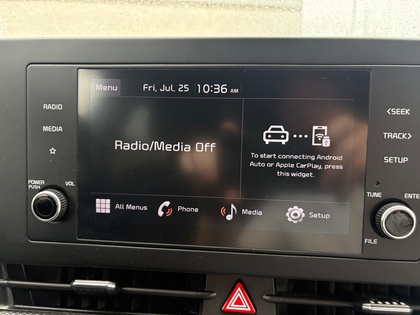 Menu
Fri, Jul. 25 10:36 AM
RADIO
MEDIA
POWER PUSH
VOL
Radio/Media Off
To start connecting Android
Auto or Apple CarPlay, press
this widget.
All Menus
Phone
Media
Setup
<SEEK
TRACK>
SETUP
TUNE
ENTER
FILE